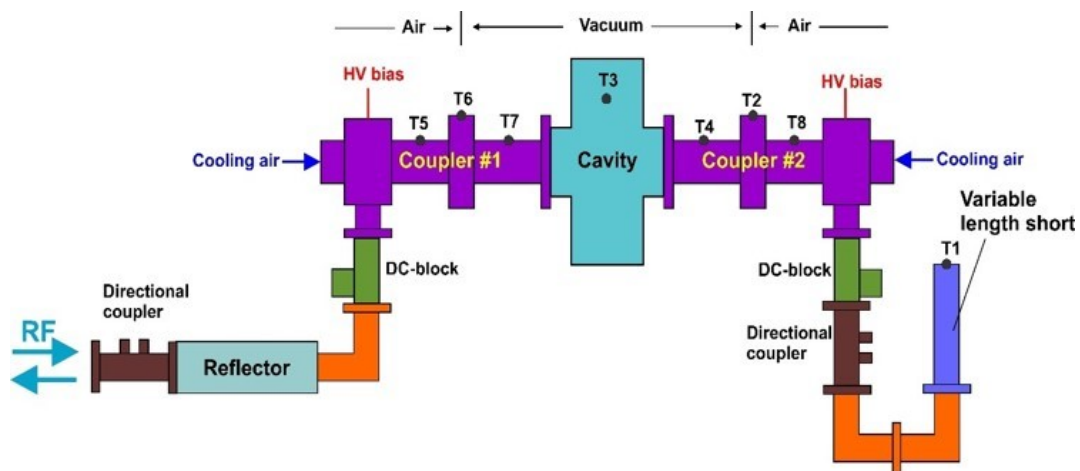 Air
Vacuum
Air
HV bias
T6
T3
T2
HV bias
T5
T7
T4
T8
Cooling air
Coupler #1
Cavity
Coupler #2
Cooling air
Variable
length short
DC-block
DC-block
T1
Directional
coupler
RF
Reflector
Directional
coupler